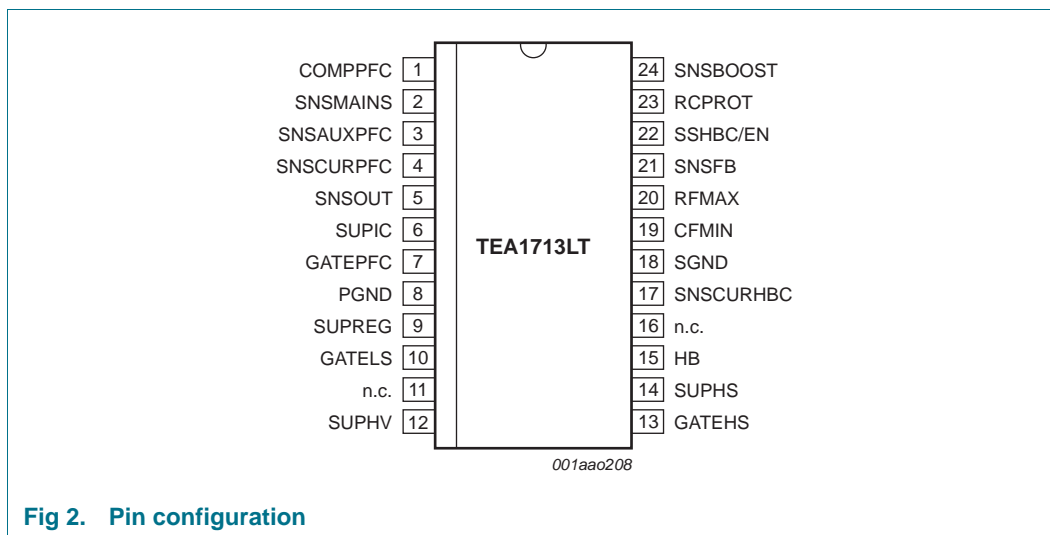 COMPPFC 1 24 SNSBOOST
SNSMAINS 2 23 RCPROT
SNSAUXPFC 3 22 SSHBC/EN
SNSCURPFC 4 21 SNSFB
SNSOUT 5 20 RFMAX
SUPIC 6 19 CFMIN
TEA1713LT
GATEPFC 7 18 SGND
PGND 8 17 SNSCURHBC
SUPREG 9 16 n.c.
GATELS 10 15 HB
n.c. 11 14 SUPHS
SUPHV 12 13 GATEHS
001aao208
Fig 2. Pin configuration